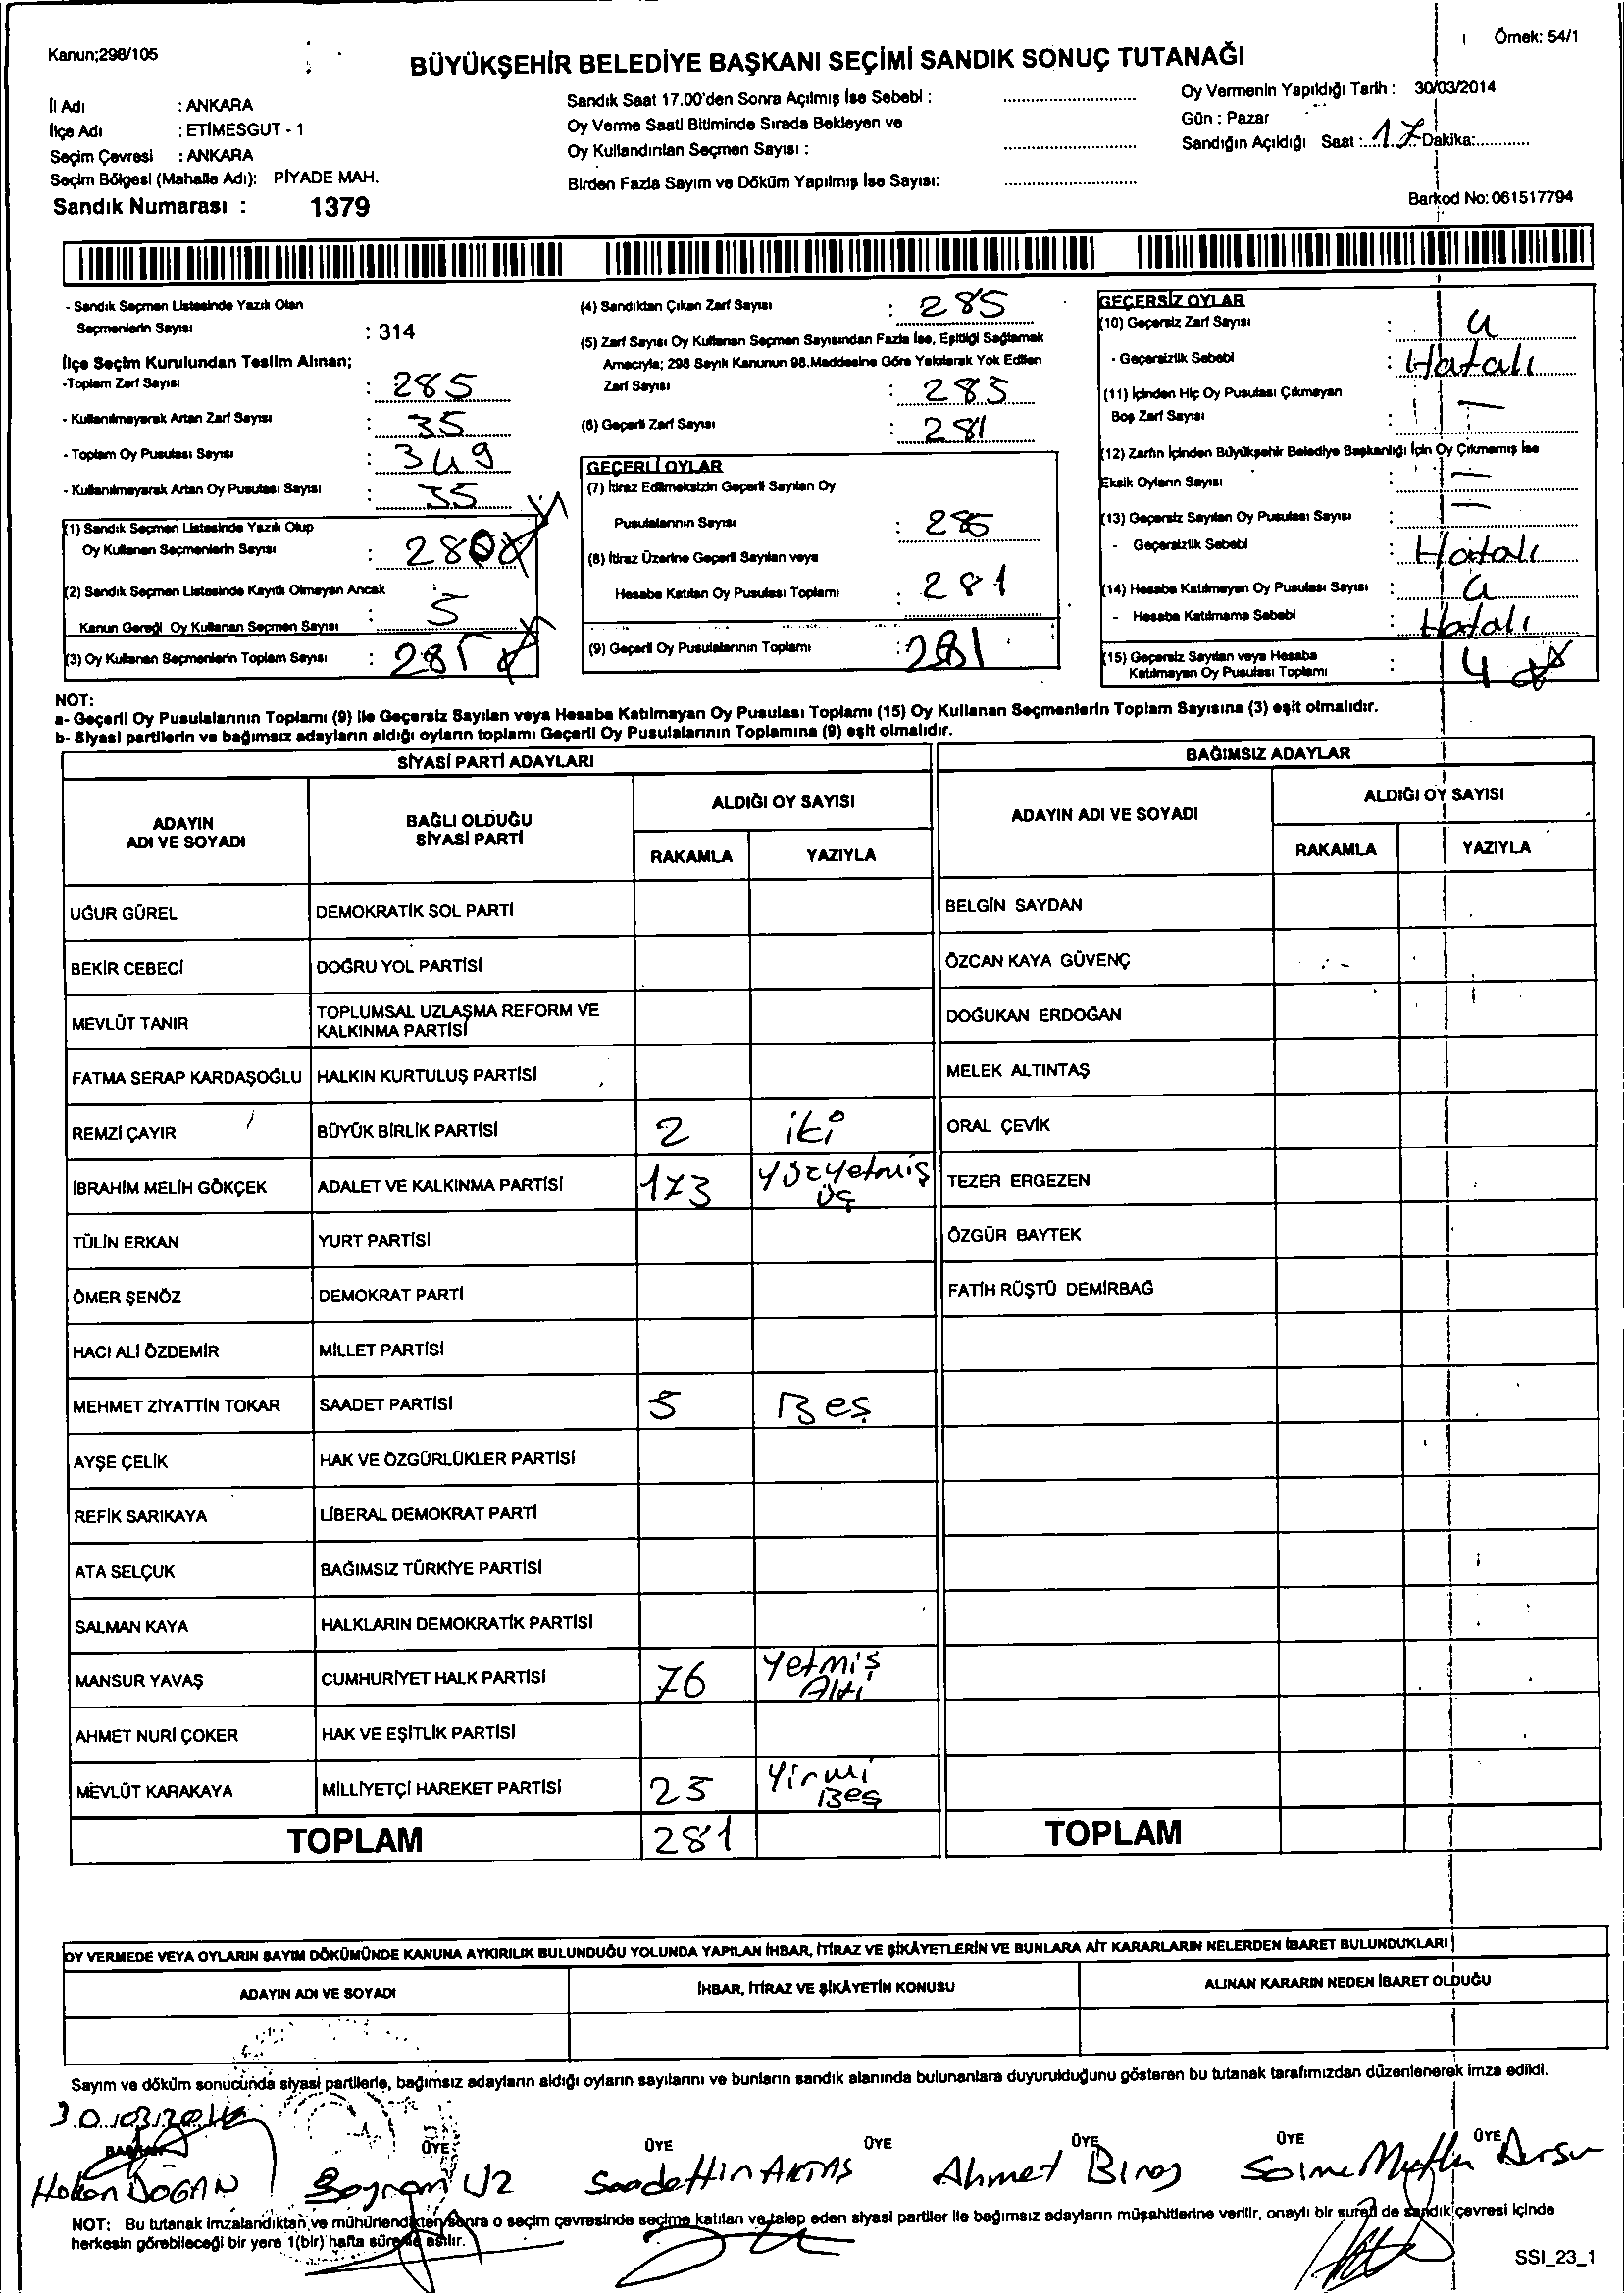 Kanun;298/105
Örnek: 54/1
BÜYÜKŞEHİR BELEDİYE BAŞKANI SEÇİMİ SANDIK SONUÇ TUTANAĞI
İl Adı : ANKARA
İlçe Adı : ETİMESGUT - 1
Seçim Çevresi : ANKARA
Seçim Bölgesi (Mahalle Adı): PİYADE MAH.
Sandık Numarası : 1379
Sandık Saat 17.00'den Sonra Açılmış İse Sebebi :
Oy Verme Saati Bitiminde Sırada Bekleyen ve
Oy Kullandırılan Seçmen Sayısı :
Birden Fazla Sayım ve Döküm Yapılmış İse Sayısı:
Oy Vermenin Yapıldığı Tarih : 30/03/2014
Gün : Pazar
Sandığın Açıldığı Saat : 17 Dakika:
Barkod No: 061517794
- Sandık Seçmen Listesinde Yazılı Olan
Seçmenlerin Sayısı : 314
İlçe Seçim Kurulundan Teslim Alınan;
-Toplam Zarf Sayısı : 285
- Kullanılmayarak Artan Zarf Sayısı : 35
- Toplam Oy Pusulası Sayısı : 349
- Kullanılmayarak Artan Oy Pusulası Sayısı : 35
(1) Sandık Seçmen Listesinde Yazılı Olup
Oy Kullanan Seçmenlerin Sayısı : 280
(2) Sandık Seçmen Listesinde Kayıtlı Olmayan Ancak
Kanun Gereği Oy Kullanan Seçmen Sayısı : 5
(3) Oy Kullanan Seçmenlerin Toplam Sayısı : 285
(4) Sandıktan Çıkan Zarf Sayısı : 285
(5) Zarf Sayısı Oy Kullanan Seçmen Sayısından Fazla İse, Eşitliği Sağlamak
Amacıyla; 298 Sayılı Kanunun 98.Maddesine Göre Yakılarak Yok Edilen
Zarf Sayısı : 285
(6) Geçerli Zarf Sayısı : 281
GEÇERLİ OYLAR
(7) İtiraz Edilmeksizin Geçerli Sayılan Oy
Pusulalarının Sayısı : 285
(8) İtiraz Üzerine Geçerli Sayılan veya
Hesaba Katılan Oy Pusulası Toplamı : 281
(9) Geçerli Oy Pusulalarının Toplamı : 281
GEÇERSİZ OYLAR
(10) Geçersiz Zarf Sayısı : 4
- Geçersizlik Sebebi : Hatalı
(11) İçinden Hiç Oy Pusulası Çıkmayan
Boş Zarf Sayısı : -
(12) Zarfın İçinden Büyükşehir Belediye Başkanlığı İçin Oy Çıkmamış İse
Eksik Oyların Sayısı : -
(13) Geçersiz Sayılan Oy Pusulası Sayısı : -
- Geçersizlik Sebebi : Hatalı
(14) Hesaba Katılmayan Oy Pusulası Sayısı : 4
- Hesaba Katılmama Sebebi : Hatalı
(15) Geçersiz Sayılan veya Hesaba
Katılmayan Oy Pusulası Toplamı : 4
NOT:
a- Geçerli Oy Pusulalarının Toplamı (9) ile Geçersiz Sayılan veya Hesaba Katılmayan Oy Pusulası Toplamı (15) Oy Kullanan Seçmenlerin Toplam Sayısına (3) eşit olmalıdır.
b- Siyasi partilerin ve bağımsız adayların aldığı oyların toplamı Geçerli Oy Pusulalarının Toplamına (9) eşit olmalıdır.
SİYASİ PARTİ ADAYLARI
BAĞIMSIZ ADAYLAR
ADAYIN ADI VE SOYADI
BAĞLI OLDUĞU SİYASİ PARTİ
ALDIĞI OY SAYISI
RAKAMLA YAZIYLA
ADAYIN ADI VE SOYADI
ALDIĞI OY SAYISI
RAKAMLA YAZIYLA
UĞUR GÜREL DEMOKRATİK SOL PARTİ BELGİN SAYDAN
BEKİR CEBECİ DOĞRU YOL PARTİSİ ÖZCAN KAYA GÜVENÇ
MEVLÜT TANIR TOPLUMSAL UZLAŞMA REFORM VE KALKINMA PARTİSİ DOĞUKAN ERDOĞAN
FATMA SERAP KARDAŞOĞLU HALKIN KURTULUŞ PARTİSİ MELEK ALTINTAŞ
REMZİ ÇAYIR BÜYÜK BİRLİK PARTİSİ 2 iki ORAL ÇEVİK
İBRAHİM MELİH GÖKÇEK ADALET VE KALKINMA PARTİSİ 173 yüzyetmiş üç TEZER ERGEZEN
TÜLİN ERKAN YURT PARTİSİ ÖZGÜR BAYTEK
ÖMER ŞENÖZ DEMOKRAT PARTİ FATİH RÜŞTÜ DEMİRBAĞ
HACI ALİ ÖZDEMİR MİLLET PARTİSİ
MEHMET ZİYATTİN TOKAR SAADET PARTİSİ 5 Beş
AYŞE ÇELİK HAK VE ÖZGÜRLÜKLER PARTİSİ
REFİK SARIKAYA LİBERAL DEMOKRAT PARTİ
ATA SELÇUK BAĞIMSIZ TÜRKİYE PARTİSİ
SALMAN KAYA HALKLARIN DEMOKRATİK PARTİSİ
MANSUR YAVAŞ CUMHURİYET HALK PARTİSİ 76 Yetmiş Altı
AHMET NURİ ÇOKER HAK VE EŞİTLİK PARTİSİ
MEVLÜT KARAKAYA MİLLİYETÇİ HAREKET PARTİSİ 25 Yirmi Beş
TOPLAM 281 TOPLAM
OY VERMEDE VEYA OYLARIN SAYIM DÖKÜMÜNDE KANUNA AYKIRILIK BULUNDUĞU YOLUNDA YAPILAN İHBAR, İTİRAZ VE ŞİKÂYETLERİN VE BUNLARA AİT KARARLARIN NELERDEN İBARET BULUNDUKLARI
ADAYIN ADI VE SOYADI
İHBAR, İTİRAZ VE ŞİKÂYETİN KONUSU
ALINAN KARARIN NEDEN İBARET OLDUĞU
Sayım ve döküm sonucunda siyasi partilerle, bağımsız adayların aldığı oyların sayılarını ve bunların sandık alanında bulunanlara duyurulduğunu gösteren bu tutanak tarafımızdan düzenlenerek imza edildi.
30/03/2014
BAŞKAN ÜYE ÜYE ÜYE ÜYE ÜYE ÜYE
Hakan DOĞAN Bayram UZ Saadettin AKTAŞ Ahmet
NOT: Bu tutanak imzalandıktan ve mühürlendikten sonra o seçim çevresinde seçime katılan ve talep eden siyasi partiler ile bağımsız adayların müşahitlerine verilir, onaylı bir sureti de sandık çevresi içinde
herkesin görebileceği bir yere 1(bir) hafta süreyle asılır.
SSI_23_1